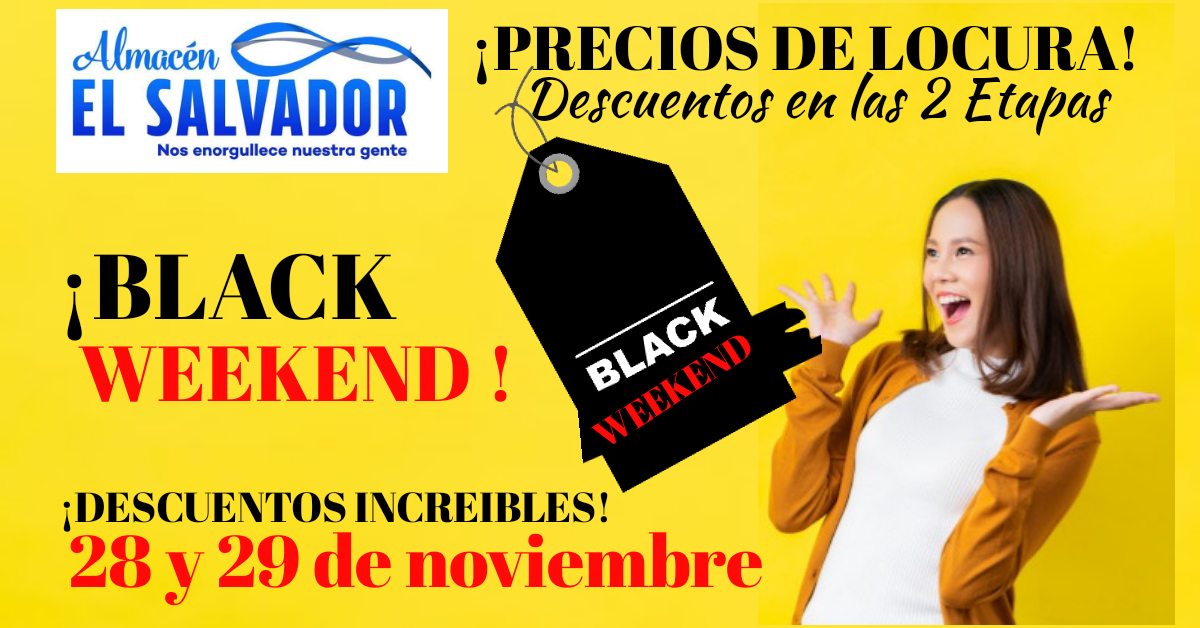 Almacén
EL SALVADOR
Nos enorgullece nuestra gente
¡PRECIOS DE LOCURA!
Descuentos en las 2 Etapas
¡BLACK
WEEKEND !
BLACK
WEEKEND
¡DESCUENTOS INCREIBLES!
28 y 29 de noviembre